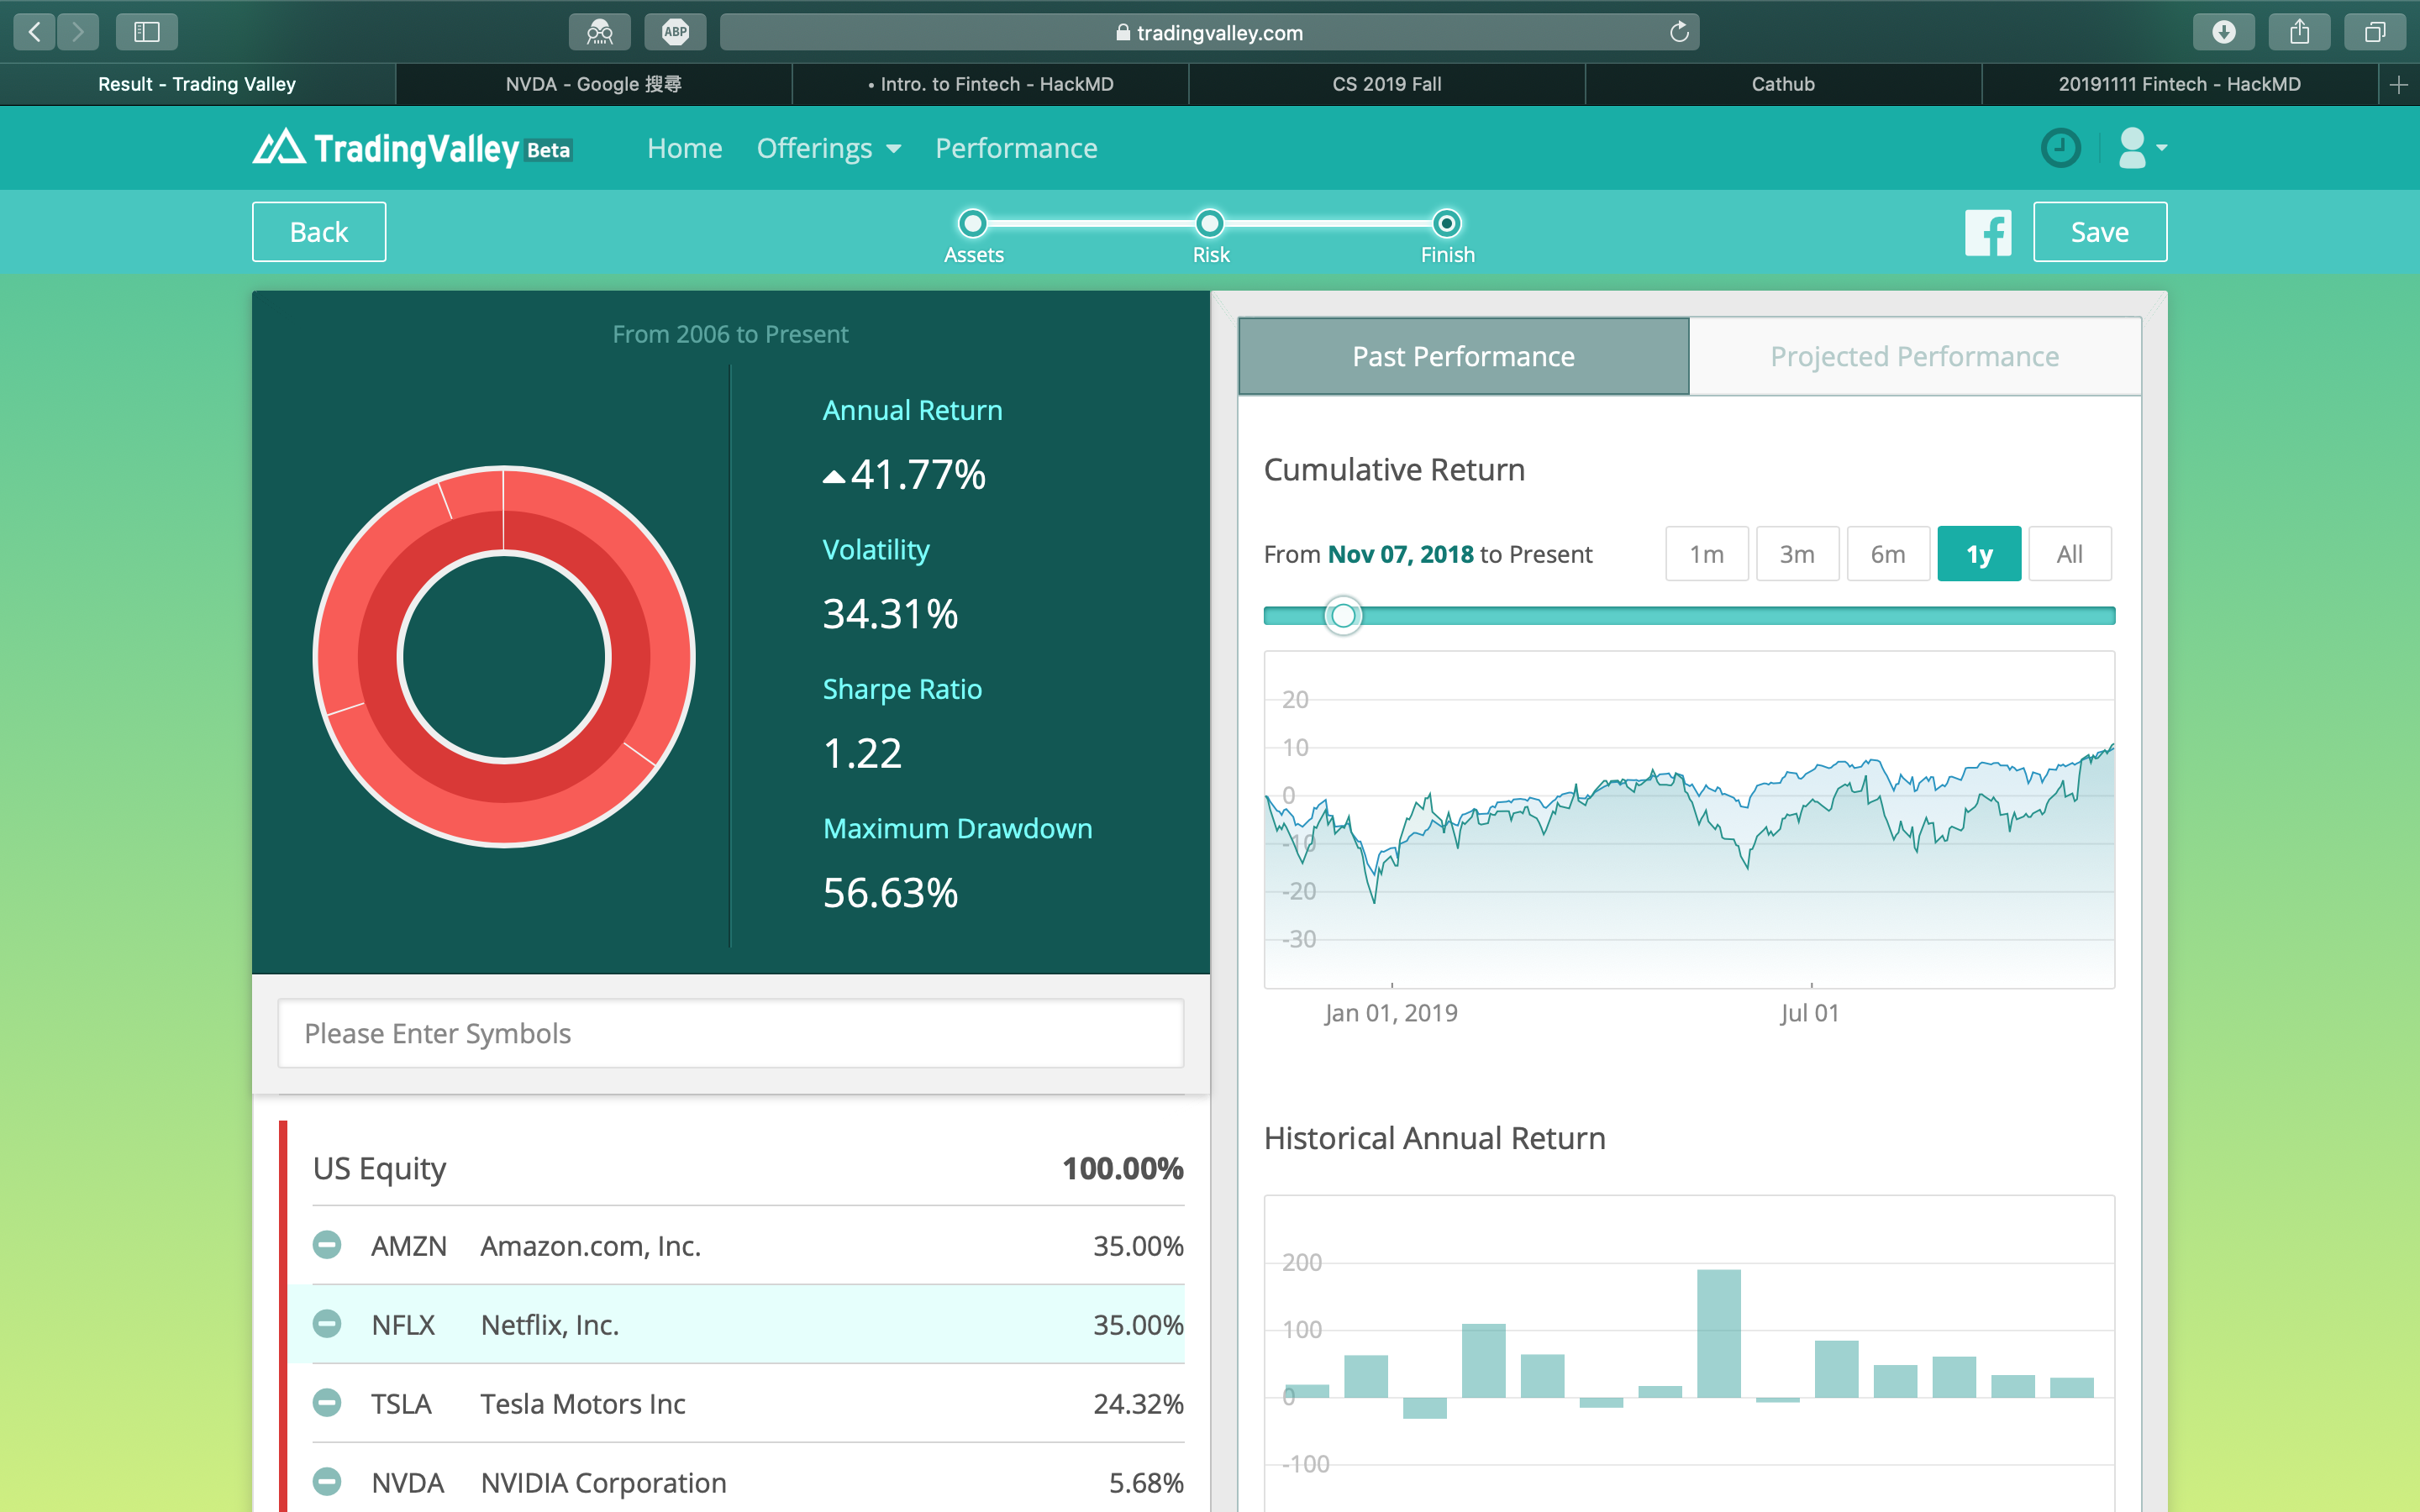 ABP
tradingvalley.com
Result - Trading Valley
NVDA - Google 搜尋
• Intro. to Fintech - HackMD
CS 2019 Fall
Cathub
20191111 Fintech - HackMD
TradingValley Beta
Home
Offerings
Performance
Back
Assets
Risk
Finish
Save
From 2006 to Present
Annual Return
41.77%
Volatility
34.31%
Sharpe Ratio
1.22
Maximum Drawdown
56.63%
Please Enter Symbols
US Equity 100.00%
AMZN Amazon.com, Inc. 35.00%
NFLX Netflix, Inc. 35.00%
TSLA Tesla Motors Inc 24.32%
NVDA NVIDIA Corporation 5.68%
Past Performance
Projected Performance
Cumulative Return
From Nov 07, 2018 to Present
1m
3m
6m
1y
All
20
10
0
-10
-20
-30
Jan 01, 2019
Jul 01
Historical Annual Return
200
100
0
-100